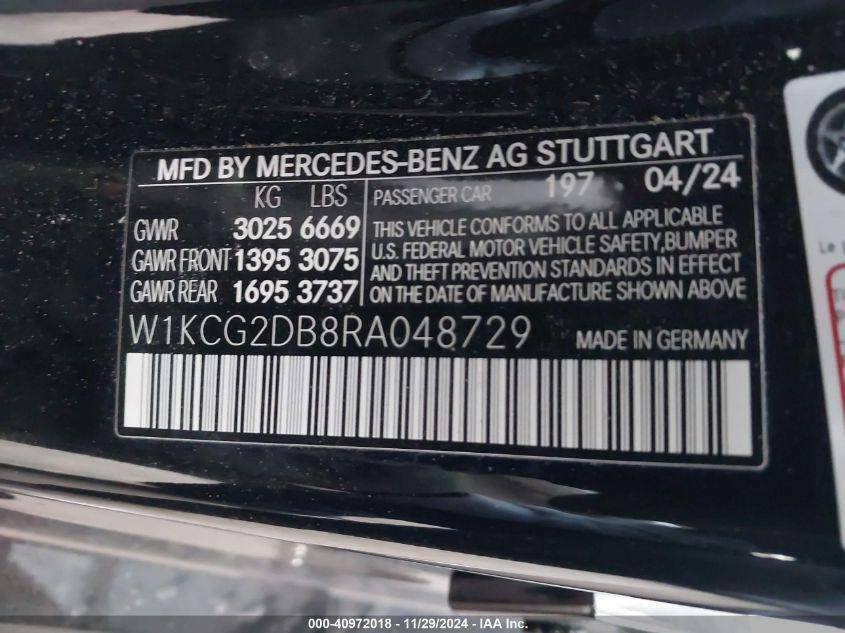 MFD BY MERCEDES-BENZ AG STUTTGART
KG LBS
GVWR 3025 6669
GAWR FRONT 1395 3075
GAWR REAR 1695 3737
PASSENGER CAR 197 04/24
THIS VEHICLE CONFORMS TO ALL APPLICABLE
U.S. FEDERAL MOTOR VEHICLE SAFETY,BUMPER
AND THEFT PREVENTION STANDARDS IN EFFECT
ON THE DATE OF MANUFACTURE SHOWN ABOVE
W1KCG2DB8RA048729 MADE IN GERMANY
Le
000-40972018 - 11/29/2024 - IAA Inc.